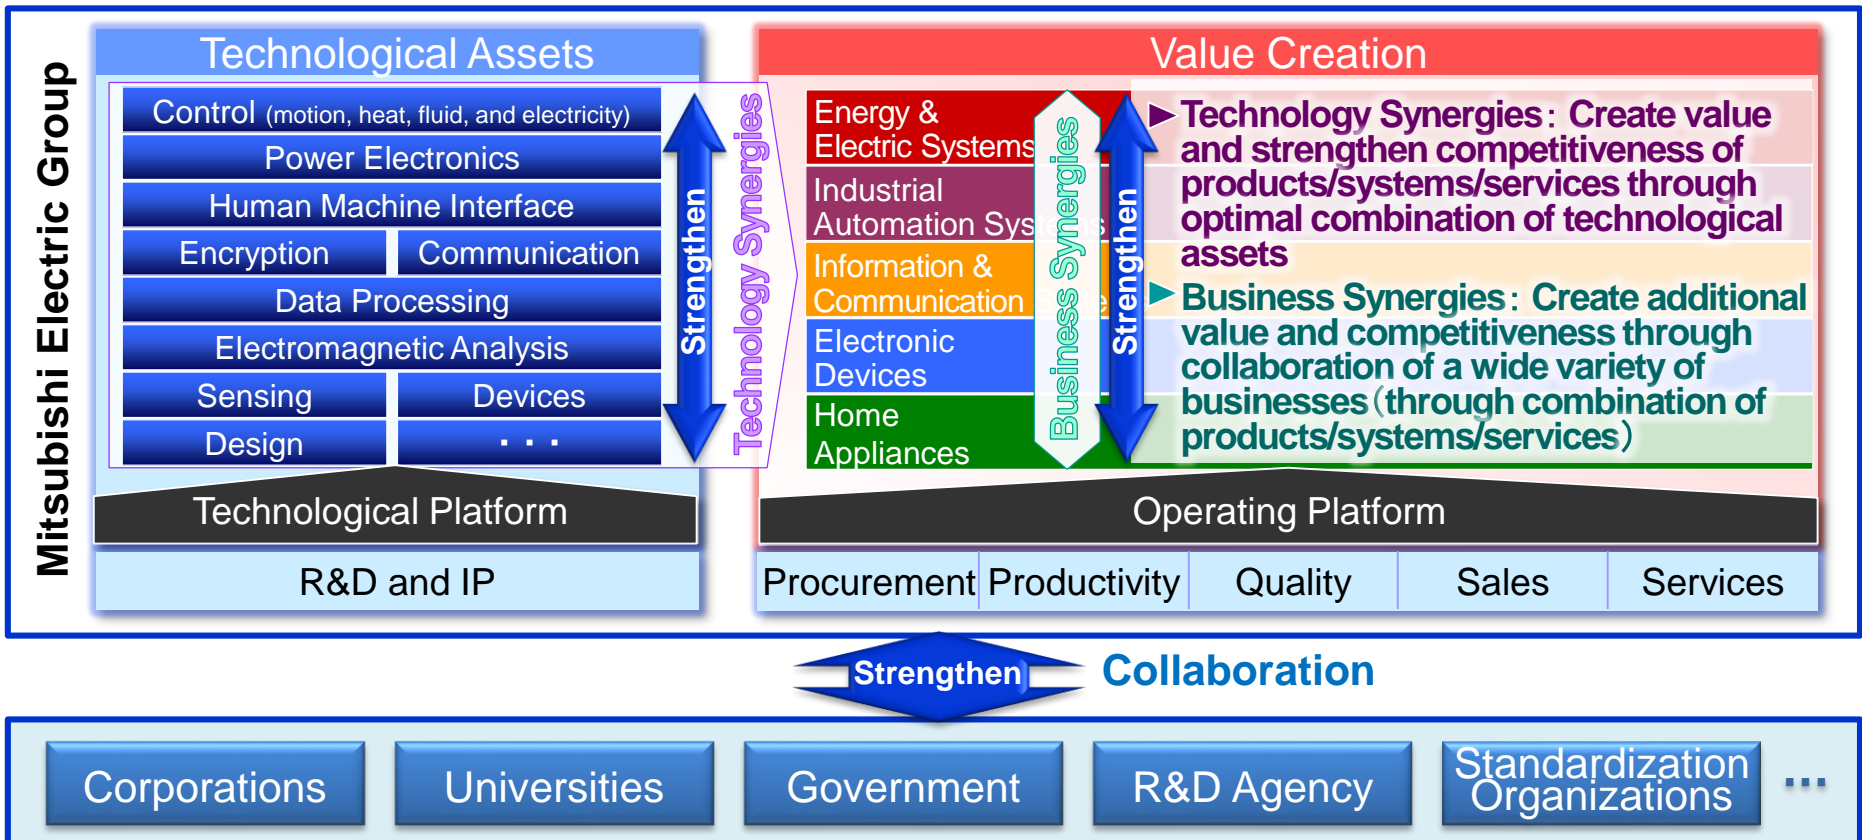 Mitsubishi Electric Group
Technological Assets
Control (motion, heat, fluid, and electricity)
Power Electronics
Human Machine Interface
Encryption
Communication
Data Processing
Electromagnetic Analysis
Sensing
Devices
Design
· · ·
Strengthen
Technology Synergies
Technological Platform
R&D and IP
Value Creation
Energy &
Electric Systems
Industrial
Automation Systems
Information &
Communication
Electronic
Devices
Home
Appliances
Business Synergies
Strengthen
Technology Synergies: Create value
and strengthen competitiveness of
products/systems/services through
optimal combination of technological
assets
Business Synergies: Create additional
value and competitiveness through
collaboration of a wide variety of
businesses (through combination of
products/systems/services)
Operating Platform
Procurement
Productivity
Quality
Sales
Services
Strengthen
Collaboration
Corporations
Universities
Government
R&D Agency
Standardization
Organizations
...